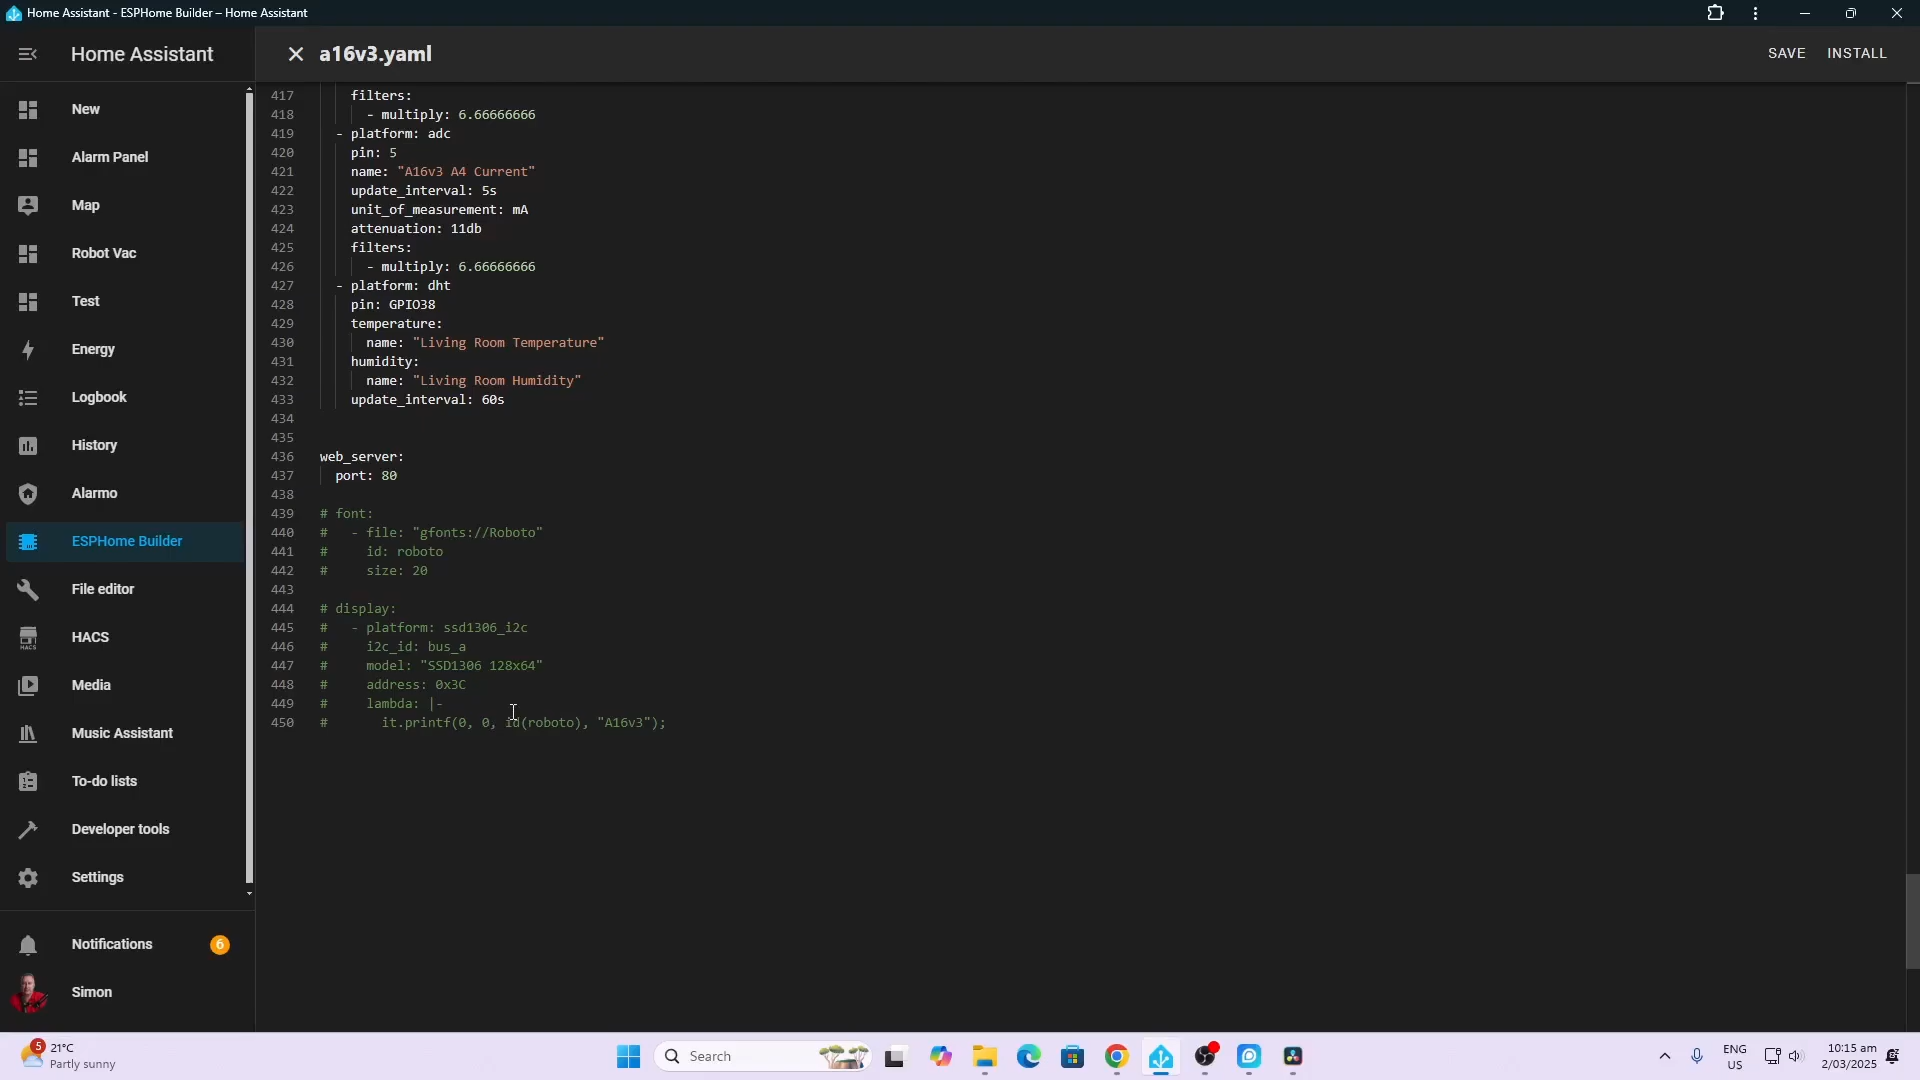 Home Assistant - ESPHome Builder – Home Assistant
Home Assistant
a16v3.yaml
SAVE
INSTALL
New
Alarm Panel
Map
Robot Vac
Test
Energy
Logbook
History
Alarmo
ESPHome Builder
File editor
HACS
HACS
Media
Music Assistant
To-do lists
Developer tools
Settings
Notifications
6
Simon
417 filters:
418 - multiply: 6.66666666
419 - platform: adc
420 pin: 5
421 name: "A16v3 A4 Current"
422 update_interval: 5s
423 unit_of_measurement: mA
424 attenuation: 11db
425 filters:
426 - multiply: 6.66666666
427 - platform: dht
428 pin: GPIO38
429 temperature:
430 name: "Living Room Temperature"
431 humidity:
432 name: "Living Room Humidity"
433 update_interval: 60s
434
435
436 web_server:
437 port: 80
438
439 # font:
440 # - file: "gfonts://Roboto"
441 # id: roboto
442 # size: 20
443
444 # display:
445 # - platform: ssd1306_i2c
446 # i2c_id: bus_a
447 # model: "SSD1306 128x64"
448 # address: 0x3C
449 # lambda: |-
450 # it.printf(0, 0, id(roboto), "A16v3");
5
21°C
Partly sunny
Search
ENG
US
10:15 am
2/03/2025